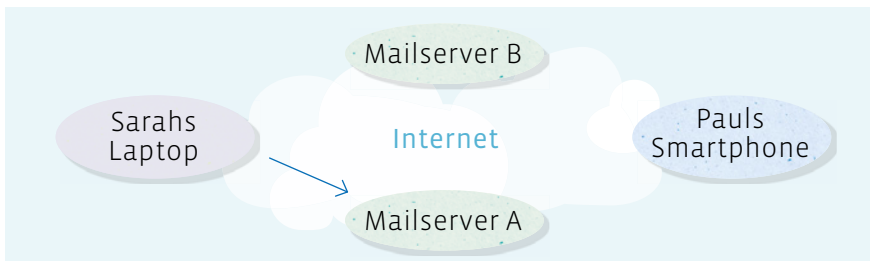 Mailserver B
Sarahs
Laptop
Internet
Pauls
Smartphone
Mailserver A